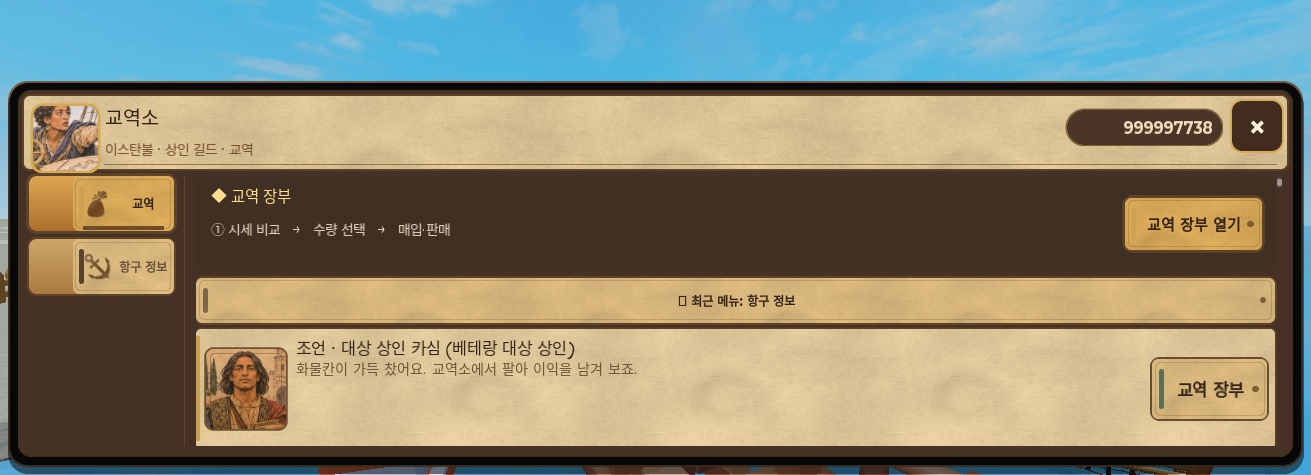 교역소
이스탄불 · 상인 길드 · 교역
999997738
×
교역
항구 정보
◆ 교역 장부
① 시세 비교 → 수량 선택 → 매입·판매
교역 장부 열기
최근 메뉴: 항구 정보
조언 · 대상 상인 카심 (베테랑 대상 상인)
화물칸이 가득 찼어요. 교역소에서 팔아 이익을 남겨 보죠.
교역 장부